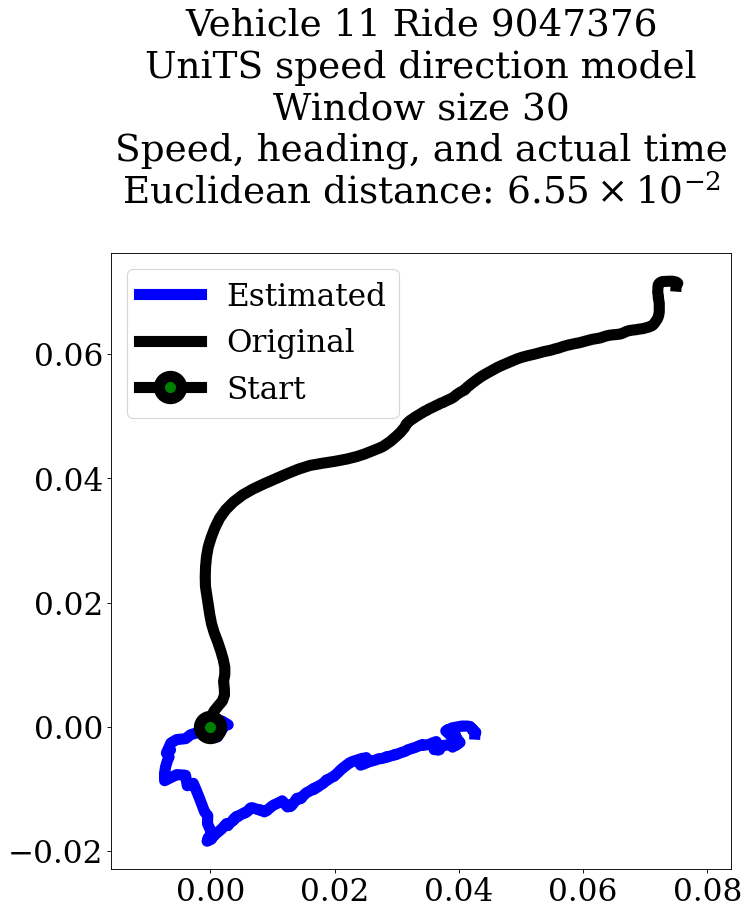 Vehicle 11 Ride 9047376
UniTS speed direction model
Window size 30
Speed, heading, and actual time
Euclidean distance: 6.55 × 10⁻²
Estimated
Original
Start
0.06
0.04
0.02
0.00
−0.02
0.00 0.02 0.04 0.06 0.08